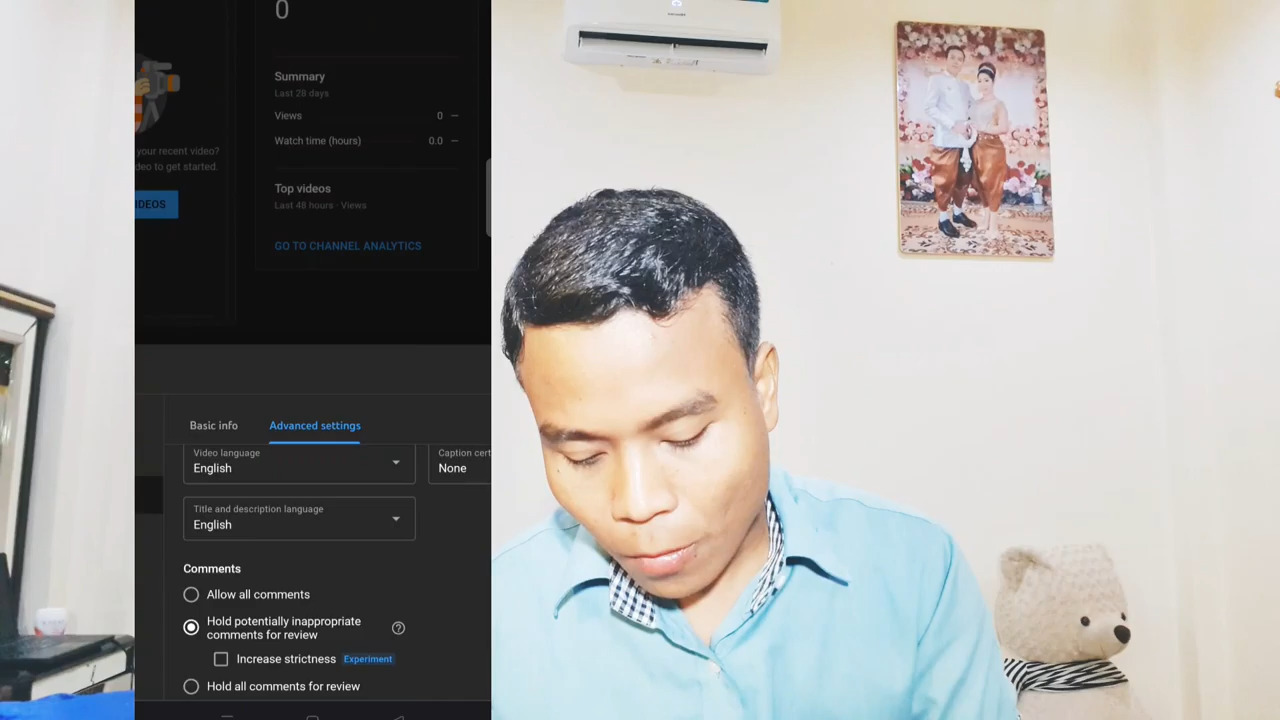 0
Summary
Last 28 days
Views 0 —
Watch time (hours) 0.0 —
your recent video?
deo to get started.
IDEOS
Top videos
Last 48 hours · Views
GO TO CHANNEL ANALYTICS
Basic info Advanced settings
Video language
English
Caption cert
None
Title and description language
English
Comments
Allow all comments
Hold potentially inappropriate
comments for review
Increase strictness Experiment
Hold all comments for review